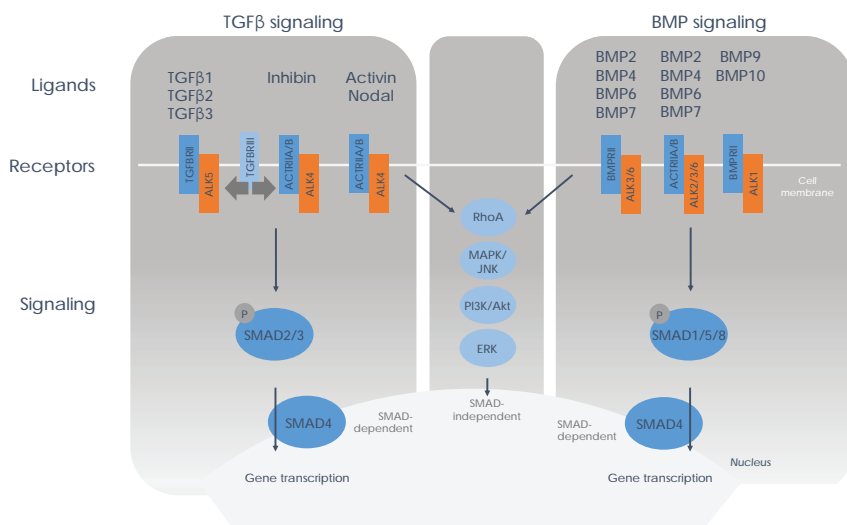 TGFβ signaling
BMP signaling
Ligands
TGFβ1
TGFβ2
TGFβ3
Inhibin
Activin
Nodal
BMP2
BMP4
BMP6
BMP7
BMP2
BMP4
BMP6
BMP7
BMP9
BMP10
Receptors
TGFBRII
ALK5
TGFBRIII
ACTRIIA/B
ALK4
ACTRIIA/B
ALK4
BMPRII
ALK3/6
ACTRIIA/B
ALK2/3/6
BMPRII
ALK1
Cell
membrane
RhoA
MAPK/
JNK
PI3K/Akt
ERK
Signaling
P
SMAD2/3
P
SMAD1/5/8
SMAD4
SMAD-
dependent
SMAD-
independent
SMAD-
dependent
SMAD4
Nucleus
Gene transcription
Gene transcription